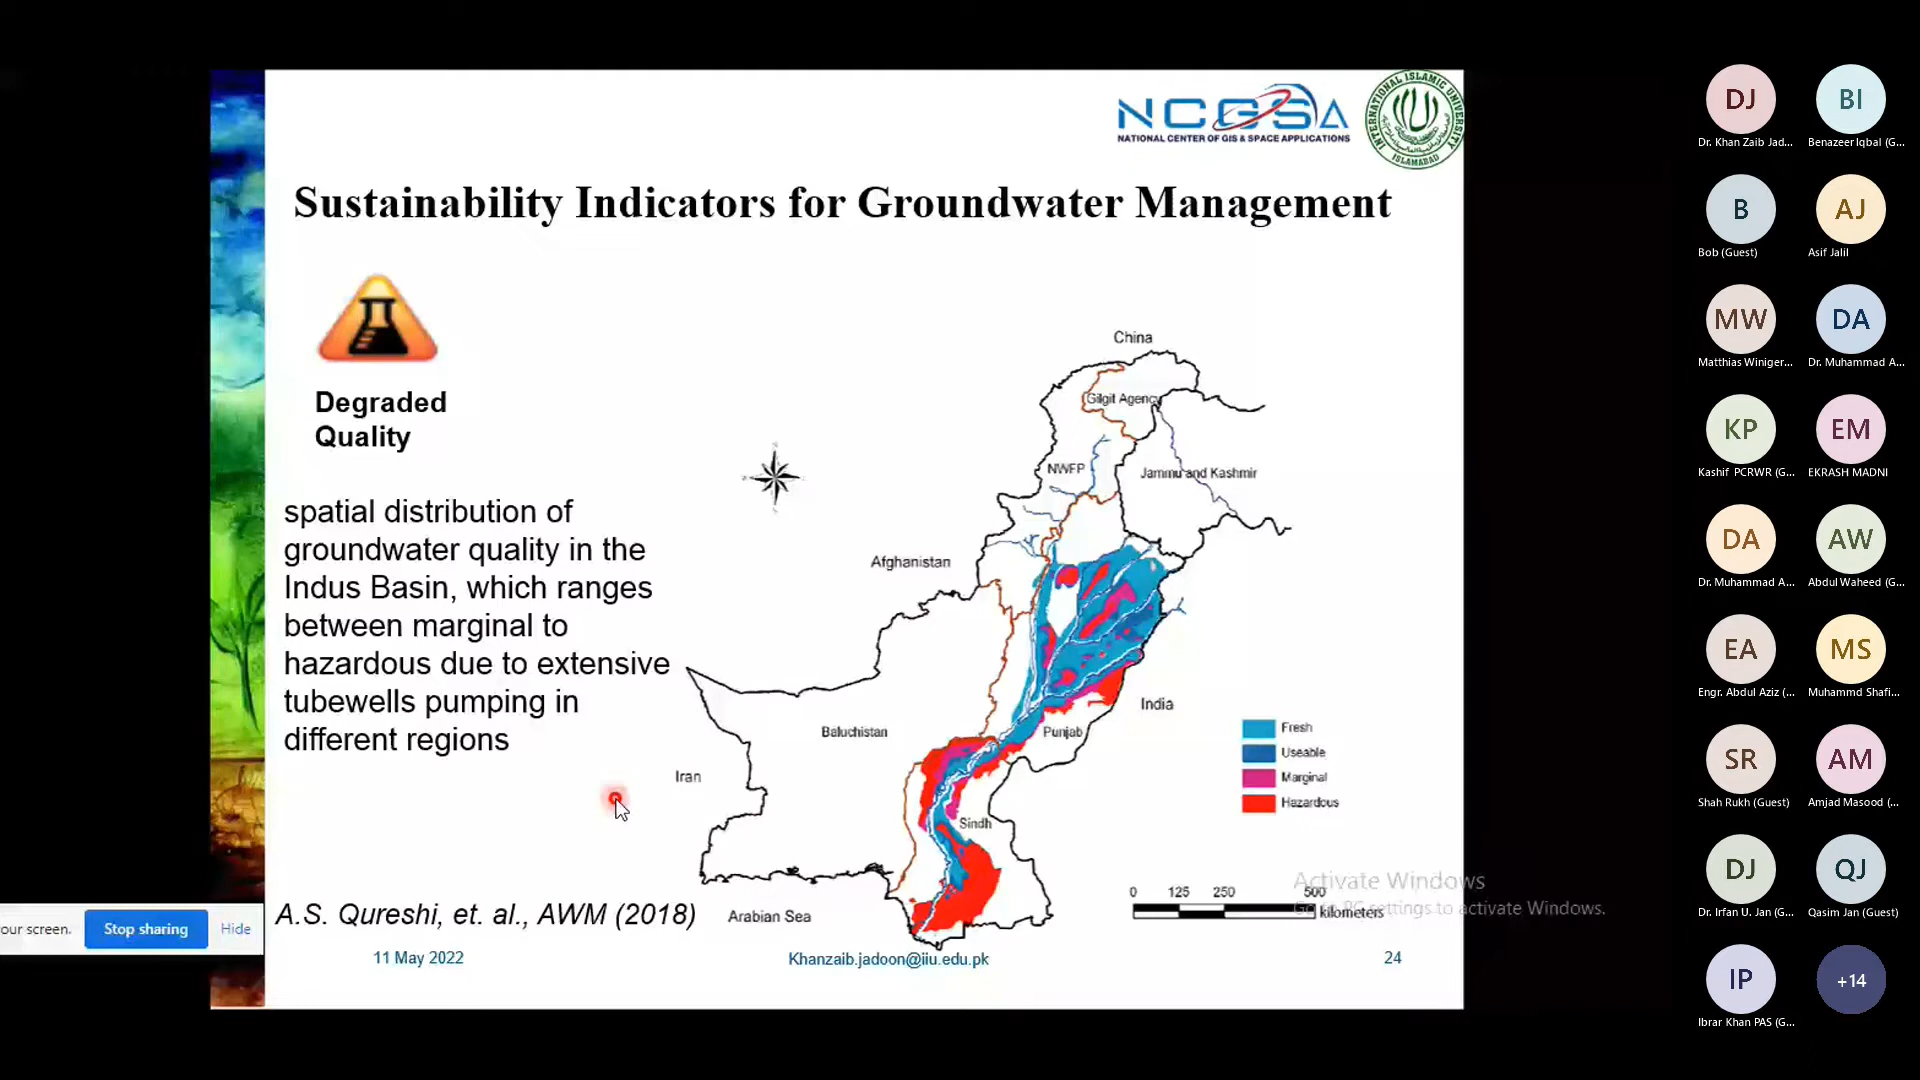 NCGSA
NATIONAL CENTER OF GIS & SPACE APPLICATIONS
INTERNATIONAL ISLAMIC UNIVERSITY
ISLAMABAD
Sustainability Indicators for Groundwater Management
Degraded
Quality
spatial distribution of
groundwater quality in the
Indus Basin, which ranges
between marginal to
hazardous due to extensive
tubewells pumping in
different regions
China
Gilgit Agency
NWFP
Jammu and Kashmir
Afghanistan
India
Baluchistan
Punjab
Iran
Sindh
Arabian Sea
Fresh
Useable
Marginal
Hazardous
0 125 250 500
kilometers
Activate Windows
Go to PC settings to activate Windows.
A.S. Qureshi, et. al., AWM (2018)
11 May 2022
Khanzaib.jadoon@iiu.edu.pk
24
our screen.
Stop sharing
Hide
DJ
Dr. Khan Zaib Jad...
BI
Benazeer Iqbal (G...
B
Bob (Guest)
AJ
Asif Jalil
MW
Matthias Winiger...
DA
Dr. Muhammad A...
KP
Kashif PCRWR (G...
EM
EKRASH MADNI
DA
Dr. Muhammad A...
AW
Abdul Waheed (G...
EA
Engr. Abdul Aziz (...
MS
Muhammd Shafi...
SR
Shah Rukh (Guest)
AM
Amjad Masood (...
DJ
Dr. Irfan U. Jan (G...
QJ
Qasim Jan (Guest)
IP
Ibrar Khan PAS (G...
+14